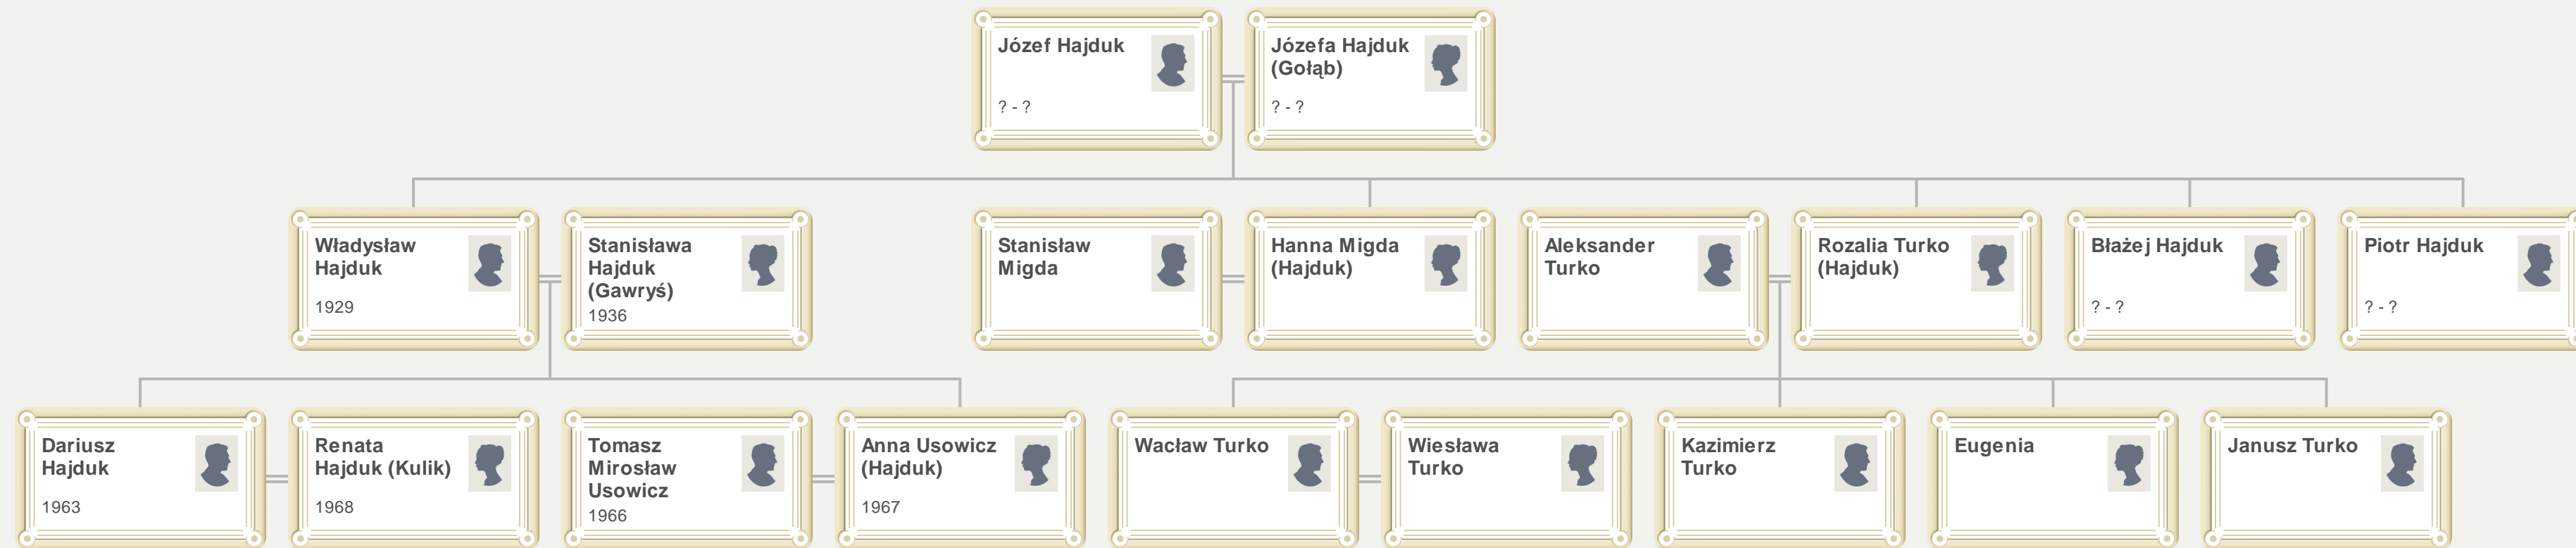 Józef Hajduk
? - ?
Józefa Hajduk
(Gołąb)
? - ?
Władysław
Hajduk
1929
Stanisława
Hajduk
(Gawryś)
1936
Stanisław
Migda
Hanna Migda
(Hajduk)
Aleksander
Turko
Rozalia Turko
(Hajduk)
Błażej Hajduk
? - ?
Piotr Hajduk
? - ?
Dariusz
Hajduk
1963
Renata
Hajduk (Kulik)
1968
Tomasz
Mirosław
Usowicz
1966
Anna Usowicz
(Hajduk)
1967
Wacław Turko
Wiesława
Turko
Kazimierz
Turko
Eugenia
Janusz Turko